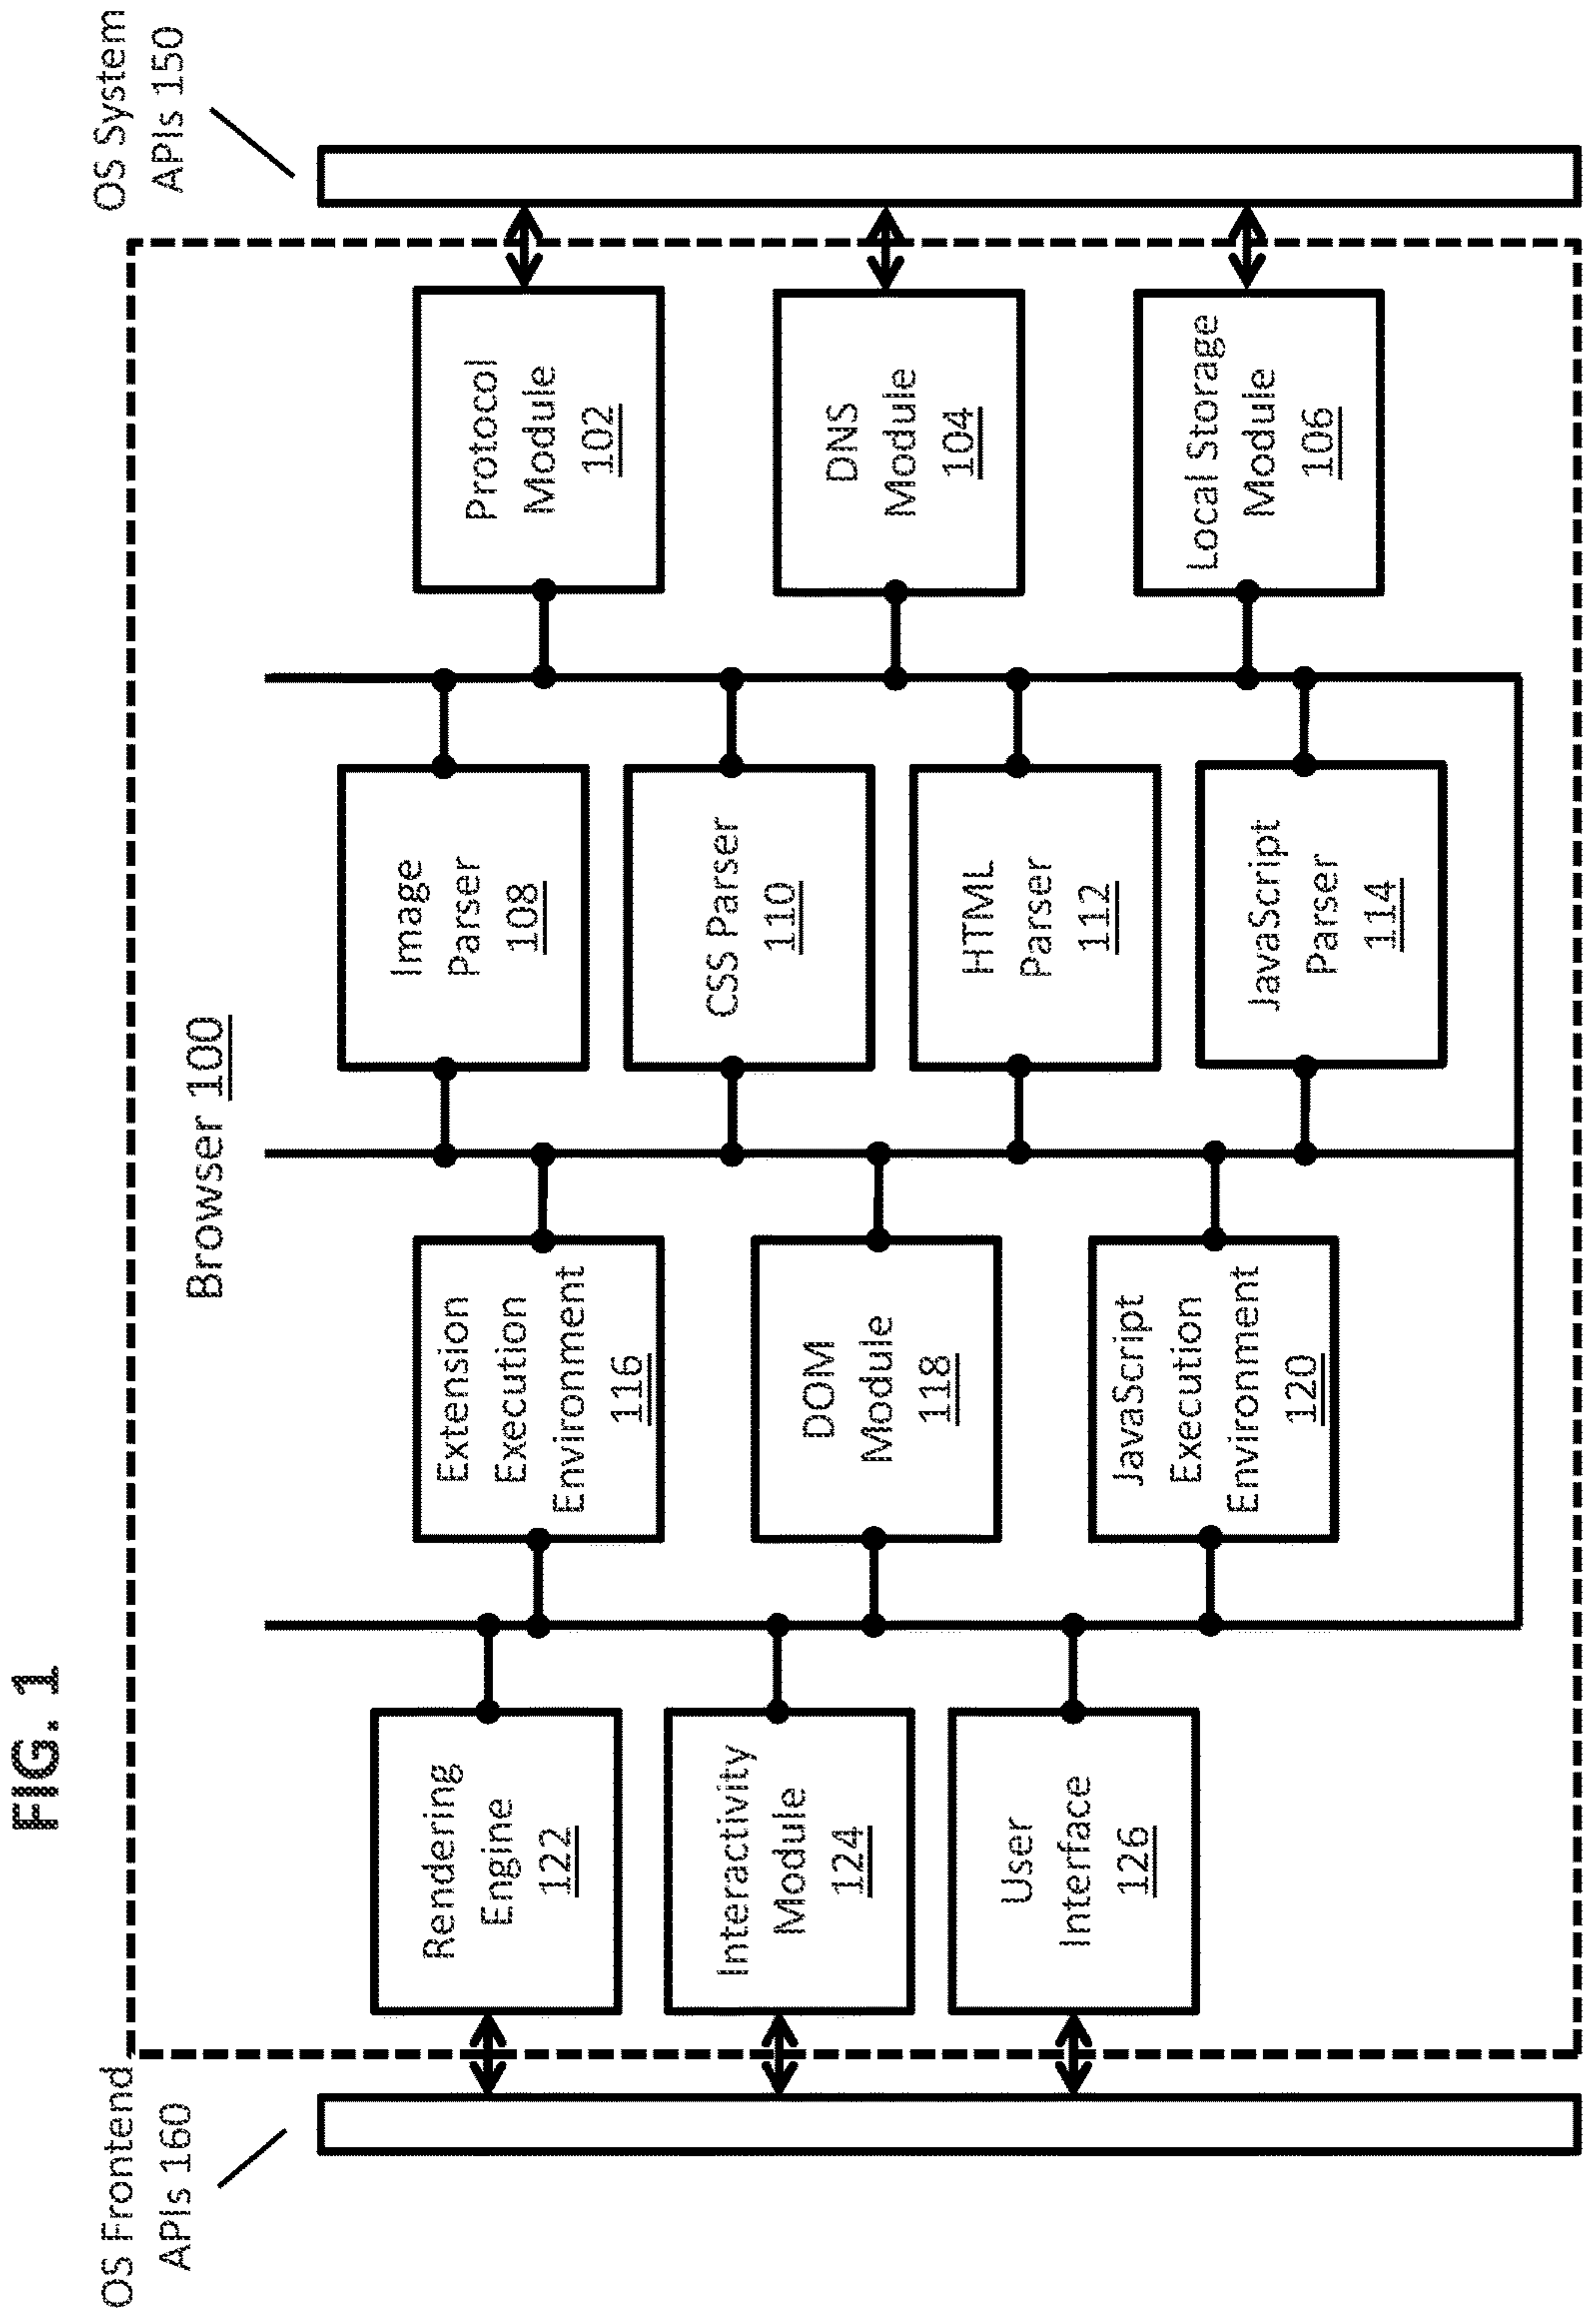 FIG. 1
OS Frontend
APIs 160
Browser 100
OS System
APIs 150
Rendering
Engine
122
Interactivity
Module
124
User
Interface
126
Extension
Execution
Environment
116
DOM
Module
118
JavaScript
Execution
Environment
120
Image
Parser
108
CSS Parser
110
HTML
Parser
112
JavaScript
Parser
114
Protocol
Module
102
DNS
Module
104
Local Storage
Module
106